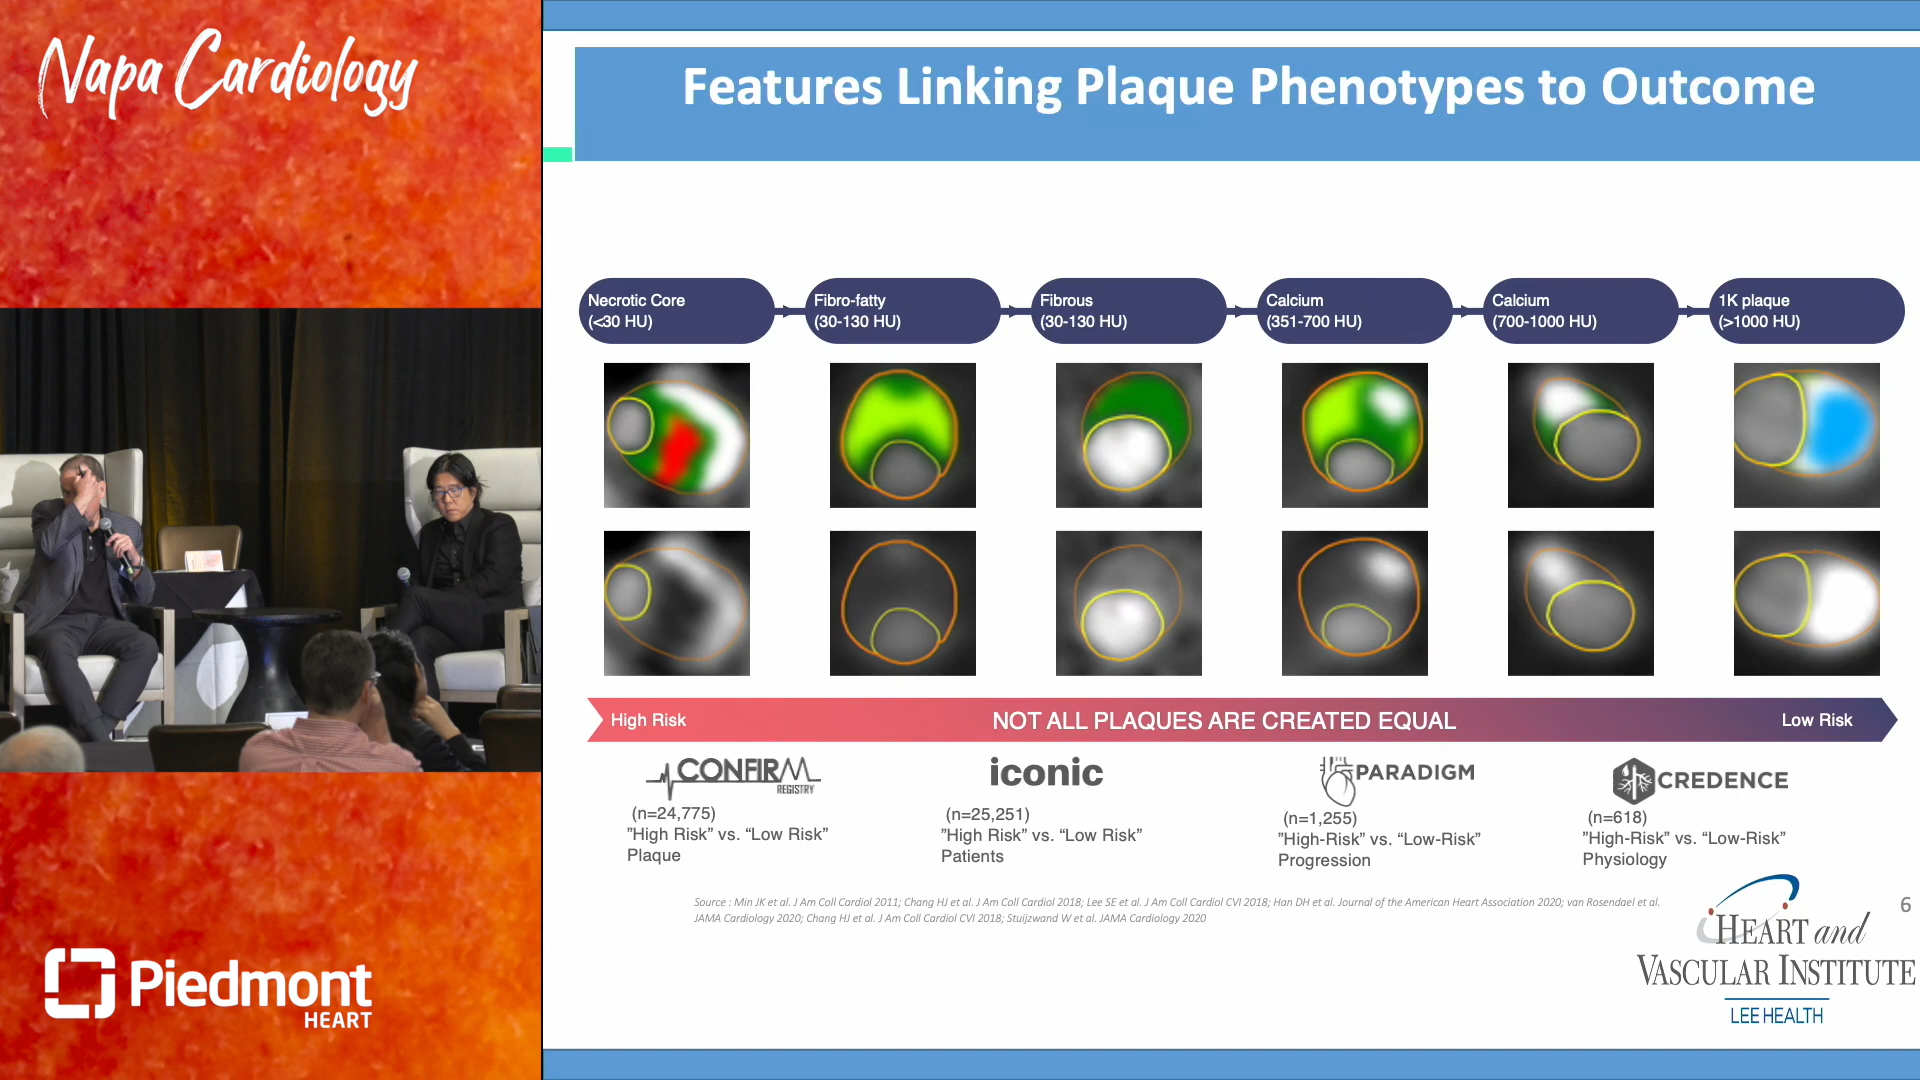 Napa Cardiology
Features Linking Plaque Phenotypes to Outcome
Necrotic Core
(<30 HU)
Fibro-fatty
(30-130 HU)
Fibrous
(30-130 HU)
Calcium
(351-700 HU)
Calcium
(700-1000 HU)
1K plaque
(>1000 HU)
High Risk
NOT ALL PLAQUES ARE CREATED EQUAL
Low Risk
CONFIRM
REGISTRY
(n=24,775)
”High Risk” vs. “Low Risk”
Plaque
iconic
(n=25,251)
”High Risk” vs. “Low Risk”
Patients
PARADIGM
(n=1,255)
”High-Risk” vs. “Low-Risk”
Progression
CREDENCE
(n=618)
”High-Risk” vs. “Low-Risk”
Physiology
Source : Min JK et al. J Am Coll Cardiol 2011; Chang HJ et al. J Am Coll Cardiol 2018; Lee SE et al. J Am Coll Cardiol CVI 2018; Han DH et al. Journal of the American Heart Association 2020; van Rosendael et al.
JAMA Cardiology 2020; Chang HJ et al. J Am Coll Cardiol CVI 2018; Stuijzwand W et al. JAMA Cardiology 2020
6
HEART and
VASCULAR INSTITUTE
LEE HEALTH
Piedmont
HEART